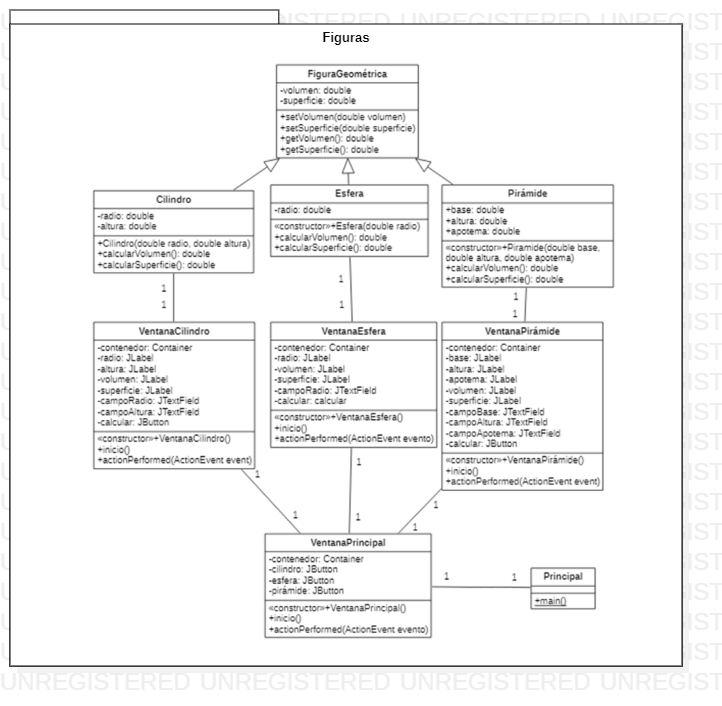 UNREGISTERED UNREGISTERED UNREGISTERED UNREGIST
Figuras
FiguraGeométrica
-volumen: double
-superficie: double
+setVolumen(double volumen)
+setSuperficie(double superficie)
+getVolumen(): double
+getSuperficie(): double
Cilindro
-radio: double
-altura: double
+Cilindro(double radio, double altura)
+calcularVolumen(): double
+calcularSuperficie(): double
Esfera
-radio: double
«constructor»+Esfera(double radio)
+calcularVolumen(): double
+calcularSuperficie(): double
Pirámide
+base: double
+altura: double
+apotema: double
«constructor»+Piramide(double base,
double altura, double apotema)
+calcularVolumen(): double
+calcularSuperficie(): double
1
1
1
1
1
1
VentanaCilindro
-contenedor: Container
-radio: JLabel
-altura: JLabel
-volumen: JLabel
-superficie: JLabel
-campoRadio: JTextField
-campoAltura: JTextField
-calcular: JButton
«constructor»+VentanaCilindro()
+inicio()
+actionPerformed(ActionEvent event)
VentanaEsfera
-contenedor: Container
-radio: JLabel
-volumen: JLabel
-superficie: JLabel
-campoRadio: JTextField
-calcular: calcular
«constructor»+VentanaEsfera()
+inicio()
+actionPerformed(ActionEvent evento)
VentanaPirámide
-contenedor: Container
-base: JLabel
-altura: JLabel
-apotema: JLabel
-volumen: JLabel
-superficie: JLabel
-campoBase: JTextField
-campoAltura: JTextField
-campoApotema: JTextField
-calcular: JButton
«constructor»+VentanaPirámide()
+inicio()
+actionPerformed(ActionEvent event)
1
1
1
1
1
1
VentanaPrincipal
-contenedor: Container
-cilindro: JButton
-esfera: JButton
-pirámide: JButton
«constructor»+VentanaPrincipal()
+inicio()
+actionPerformed(ActionEvent evento)
1
1
Principal
+main()
UNREGISTERED UNREGISTERED UNREGISTERED UNREGIST